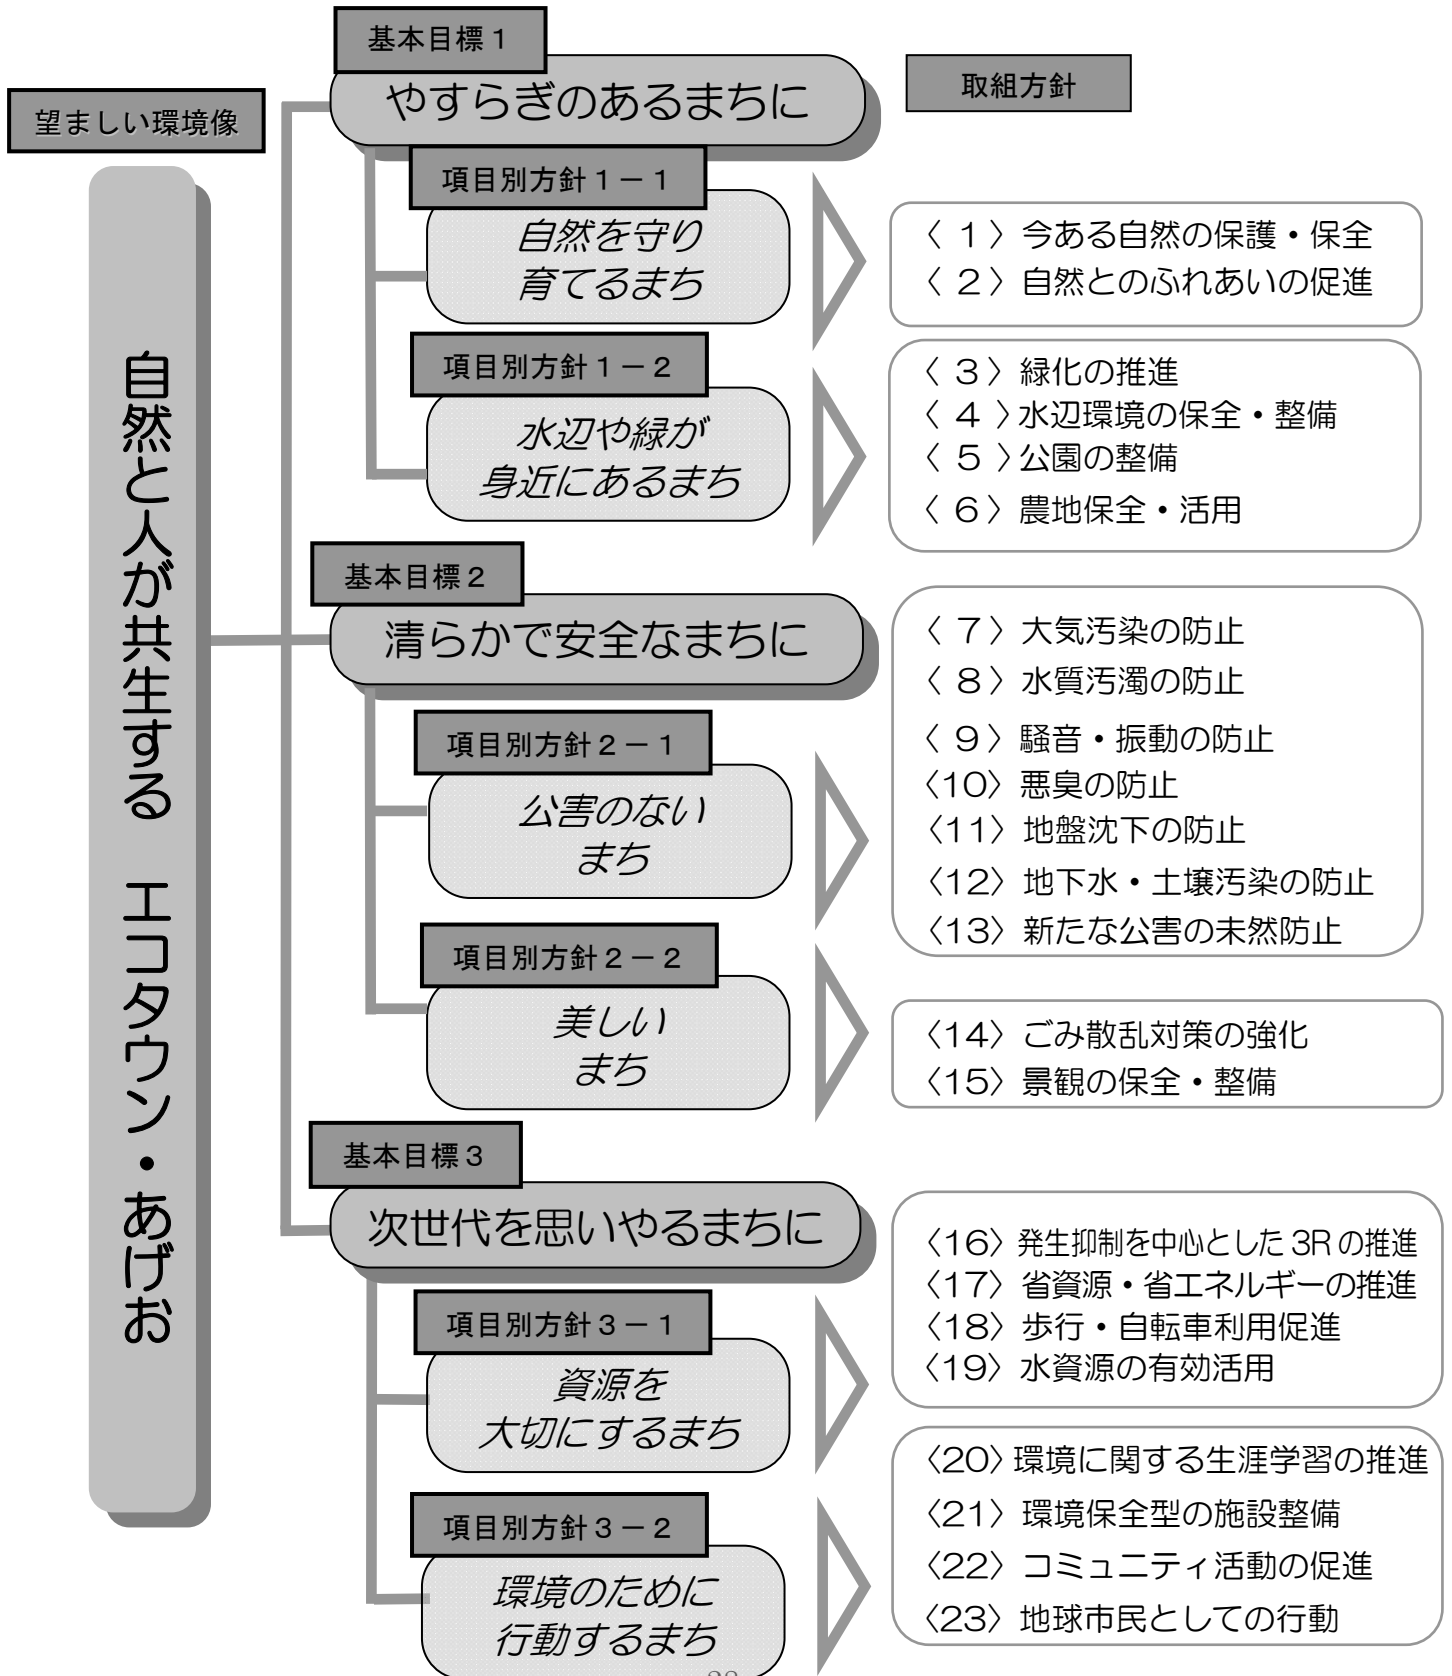 望ましい環境像
自然と人が共生する　エコタウン・あげお
基本目標1
やすらぎのあるまちに
取組方針
項目別方針1－1
自然を守り
育てるまち
〈 1〉今ある自然の保護・保全
〈 2〉自然とのふれあいの促進
項目別方針1－2
水辺や緑が
身近にあるまち
〈 3〉緑化の推進
〈 4 〉水辺環境の保全・整備
〈 5 〉公園の整備
〈 6〉農地保全・活用
基本目標2
清らかで安全なまちに
項目別方針2－1
公害のない
まち
〈 7〉大気汚染の防止
〈 8〉水質汚濁の防止
〈 9〉騒音・振動の防止
〈10〉悪臭の防止
〈11〉地盤沈下の防止
〈12〉地下水・土壌汚染の防止
〈13〉新たな公害の未然防止
項目別方針2－2
美しい
まち
〈14〉ごみ散乱対策の強化
〈15〉景観の保全・整備
基本目標3
次世代を思いやるまちに
項目別方針3－1
資源を
大切にするまち
〈16〉発生抑制を中心とした3Rの推進
〈17〉省資源・省エネルギーの推進
〈18〉歩行・自転車利用促進
〈19〉水資源の有効活用
項目別方針3－2
環境のために
行動するまち
〈20〉環境に関する生涯学習の推進
〈21〉環境保全型の施設整備
〈22〉コミュニティ活動の促進
〈23〉地球市民としての行動